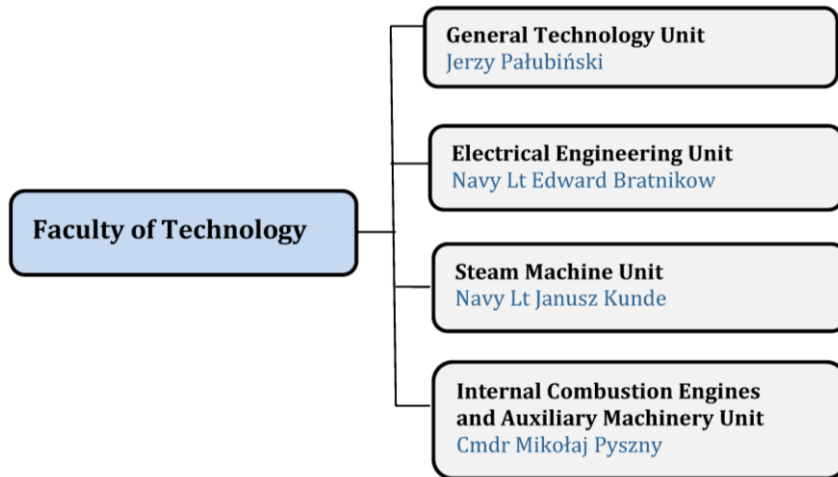 General Technology Unit
Jerzy Pałubiński
Electrical Engineering Unit
Navy Lt Edward Bratnikow
Faculty of Technology
Steam Machine Unit
Navy Lt Janusz Kunde
Internal Combustion Engines
and Auxiliary Machinery Unit
Cmdr Mikołaj Pyszny